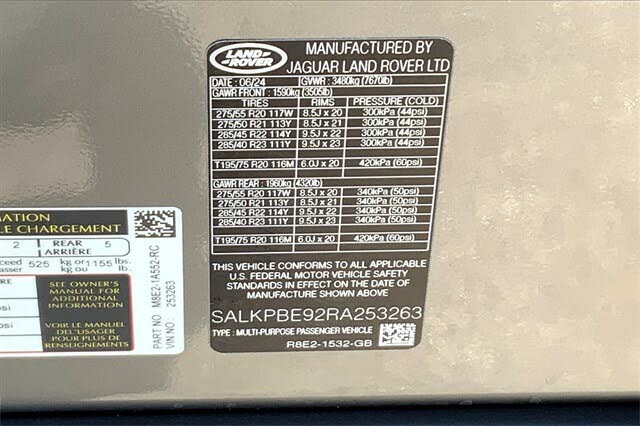 LAND-
ROVER
MANUFACTURED BY
JAGUAR LAND ROVER LTD
DATE : 06/24 GVWR : 3480kg (7670lb)
GAWR FRONT : 1590kg (3505lb)
TIRES RIMS PRESSURE (COLD)
275/55 R20 117W 8.5J x 20 300kPa (44psi)
275/50 R21 113Y 8.5J x 21 300kPa (44psi)
285/45 R22 114Y 9.5J x 22 300kPa (44psi)
285/40 R23 111Y 9.5J x 23 300kPa (44psi)
T195/75 R20 116M 6.0J x 20 420kPa (60psi)
GAWR REAR : 1960kg (4320lb)
275/55 R20 117W 8.5J x 20 340kPa (50psi)
275/50 R21 113Y 8.5J x 21 340kPa (50psi)
285/45 R22 114Y 9.5J x 22 340kPa (50psi)
285/40 R23 111Y 9.5J x 23 340kPa (50psi)
T195/75 R20 116M 6.0J x 20 420kPa (60psi)
THIS VEHICLE CONFORMS TO ALL APPLICABLE
U.S. FEDERAL MOTOR VEHICLE SAFETY
STANDARDS IN EFFECT ON THE DATE OF
MANUFACTURE SHOWN ABOVE
SALKPBE92RA253263
TYPE : MULTI-PURPOSE PASSENGER VEHICLE
R8E2-1532-GB
MATION
LE CHARGEMENT
2 REAR 5
ARRIÈRE
xceed 525 kg or 1155 lbs.
asser kg ou lb.
SEE OWNER'S
MANUAL FOR
ADDITIONAL
INFORMATION
VOIR LE MANUEL
DE L'USAGER
POUR PLUS DE
RENSEIGNEMENTS
psi
psi
PART NO M8E2-1A552-RC
VIN NO : 253263